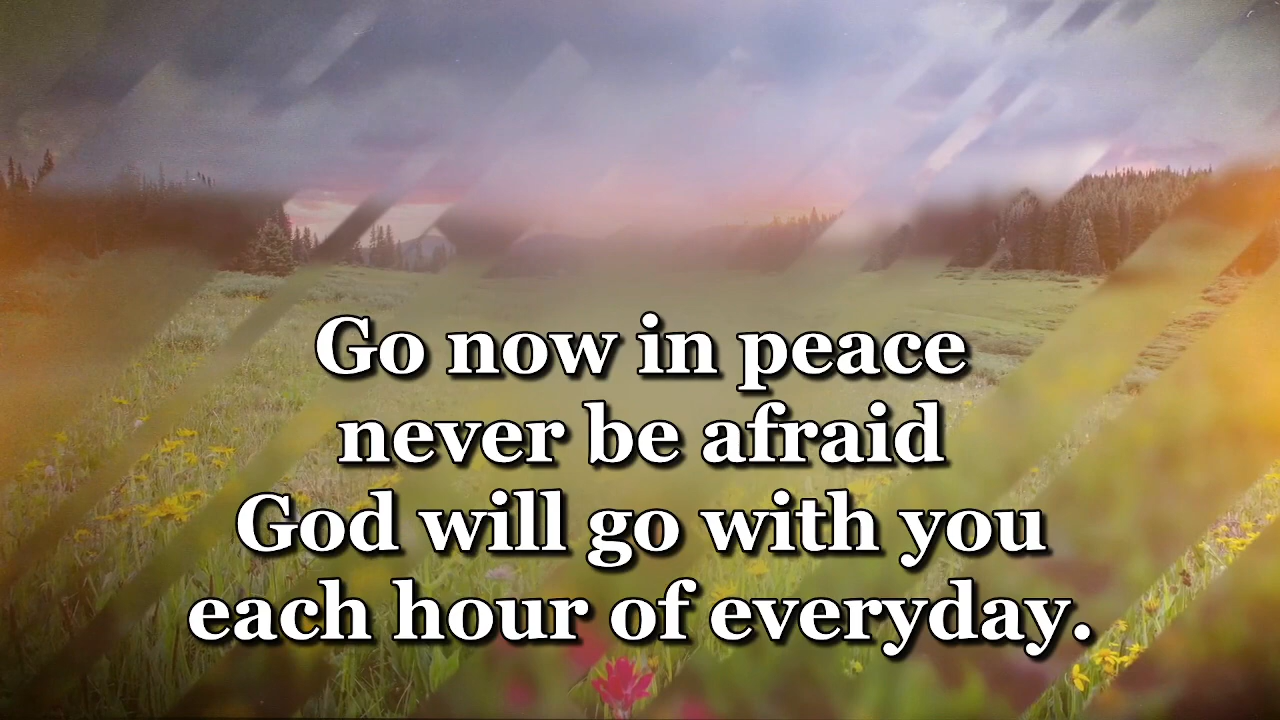 Go now in peace
never be afraid
God will go with you
each hour of everyday.